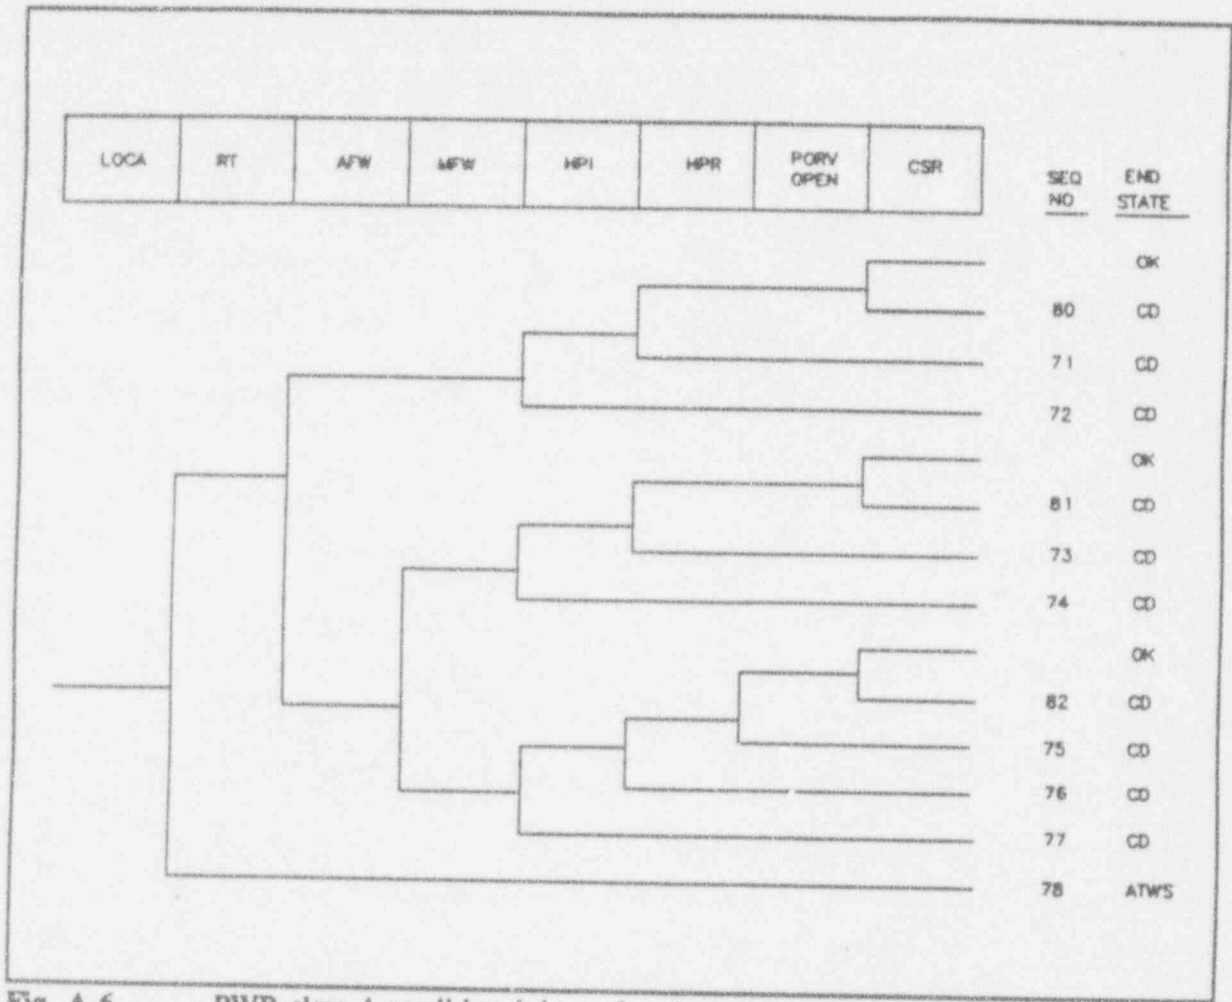 LOCA RT AFW MFW HPI HPR PORV OPEN CSR
SEQ NO END STATE
OK
80 CD
71 CD
72 CD
OK
81 CD
73 CD
74 CD
OK
82 CD
75 CD
76 CD
77 CD
78 ATWS
Fig. A.6